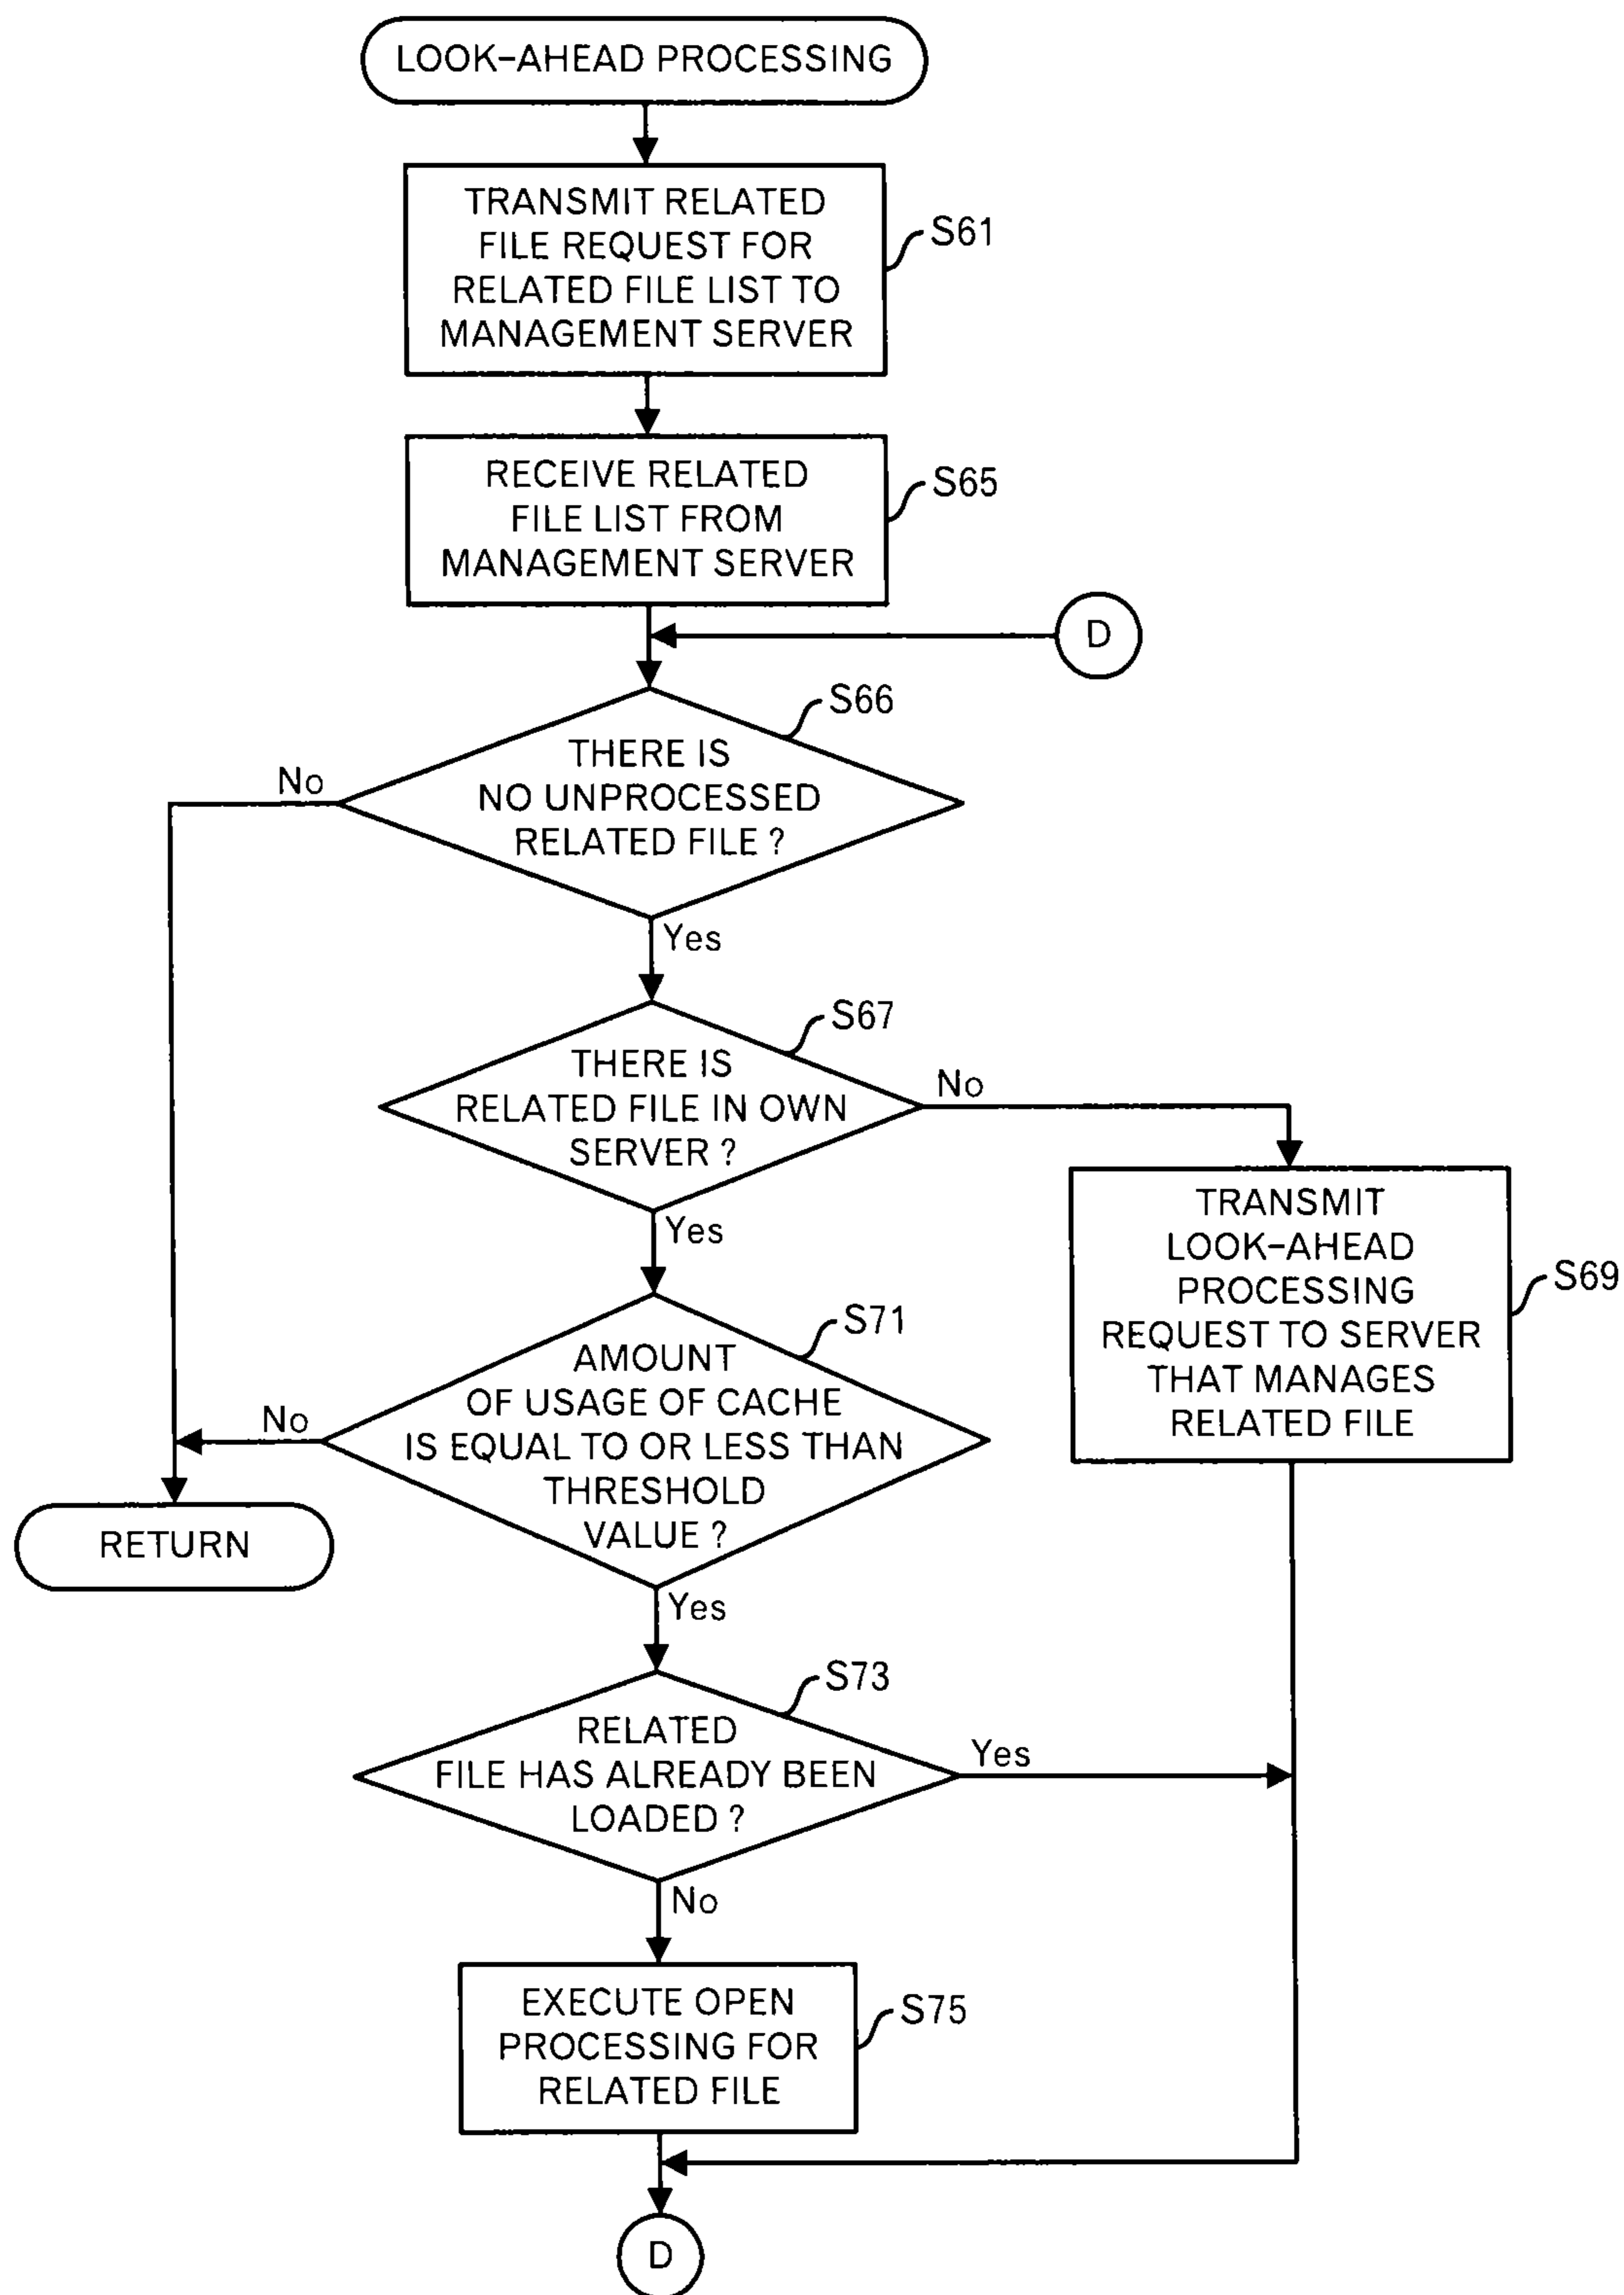 LOOK-AHEAD PROCESSING
TRANSMIT RELATED
FILE REQUEST FOR
RELATED FILE LIST TO
MANAGEMENT SERVER
S61
RECEIVE RELATED
FILE LIST FROM
MANAGEMENT SERVER
S65
D
S66
THERE IS
NO UNPROCESSED
RELATED FILE ?
No
Yes
S67
THERE IS
RELATED FILE IN OWN
SERVER ?
No
Yes
TRANSMIT
LOOK-AHEAD
PROCESSING
REQUEST TO SERVER
THAT MANAGES
RELATED FILE
S69
S71
AMOUNT
OF USAGE OF CACHE
IS EQUAL TO OR LESS THAN
THRESHOLD
VALUE ?
No
RETURN
Yes
S73
RELATED
FILE HAS ALREADY BEEN
LOADED ?
Yes
No
EXECUTE OPEN
PROCESSING FOR
RELATED FILE
S75
D